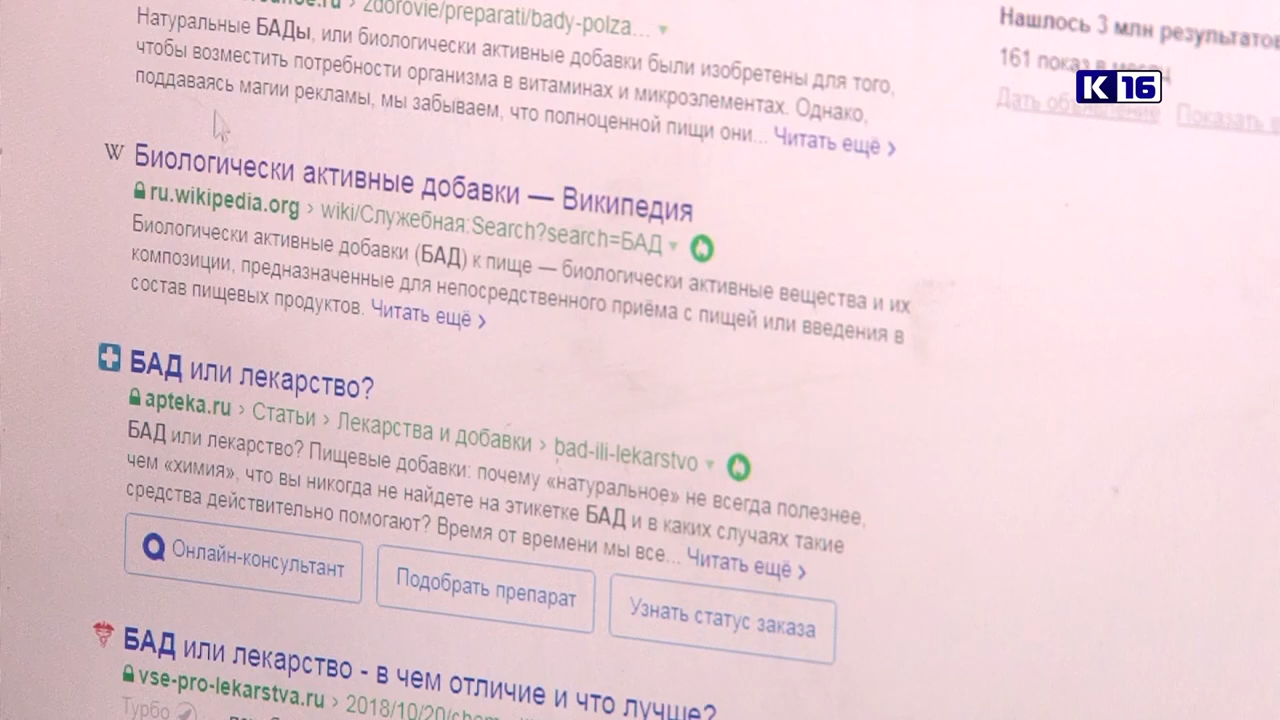 zdorovie/preparati/bady-polza...
Натуральные БАДы, или биологически активные добавки были изобретены для того,
чтобы возместить потребности организма в витаминах и микроэлементах. Однако,
поддаваясь магии рекламы, мы забываем, что полноценной пищи они... Читать ещё >
Нашлось 3 млн результатов
161 показ в месяц
Дать объявление Показать
K 16
W Биологически активные добавки — Википедия
ru.wikipedia.org > wiki/Служебная:Search?search=БАД
Биологически активные добавки (БАД) к пище — биологически активные вещества и их
композиции, предназначенные для непосредственного приёма с пищей или введения в
состав пищевых продуктов. Читать ещё >
БАД или лекарство?
apteka.ru > Статьи > Лекарства и добавки > bad-ili-lekarstvo
БАД или лекарство? Пищевые добавки: почему «натуральное» не всегда полезнее,
чем «химия», что вы никогда не найдете на этикетке БАД и в каких случаях такие
средства действительно помогают? Время от времени мы все... Читать ещё >
Онлайн-консультант
Подобрать препарат
Узнать статус заказа
БАД или лекарство - в чем отличие и что лучше?
vse-pro-lekarstva.ru > 2018/10/20/chem
Турбо